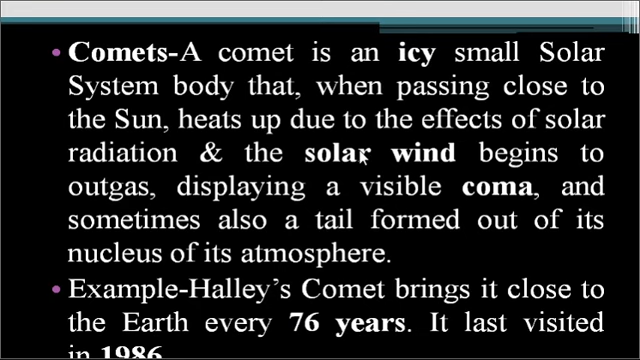 • Comets-A comet is an icy small Solar
System body that, when passing close to
the Sun, heats up due to the effects of solar
radiation & the solar wind begins to
outgas, displaying a visible coma, and
sometimes also a tail formed out of its
nucleus of its atmosphere.
• Example-Halley’s Comet brings it close to
the Earth every 76 years. It last visited
in 1986